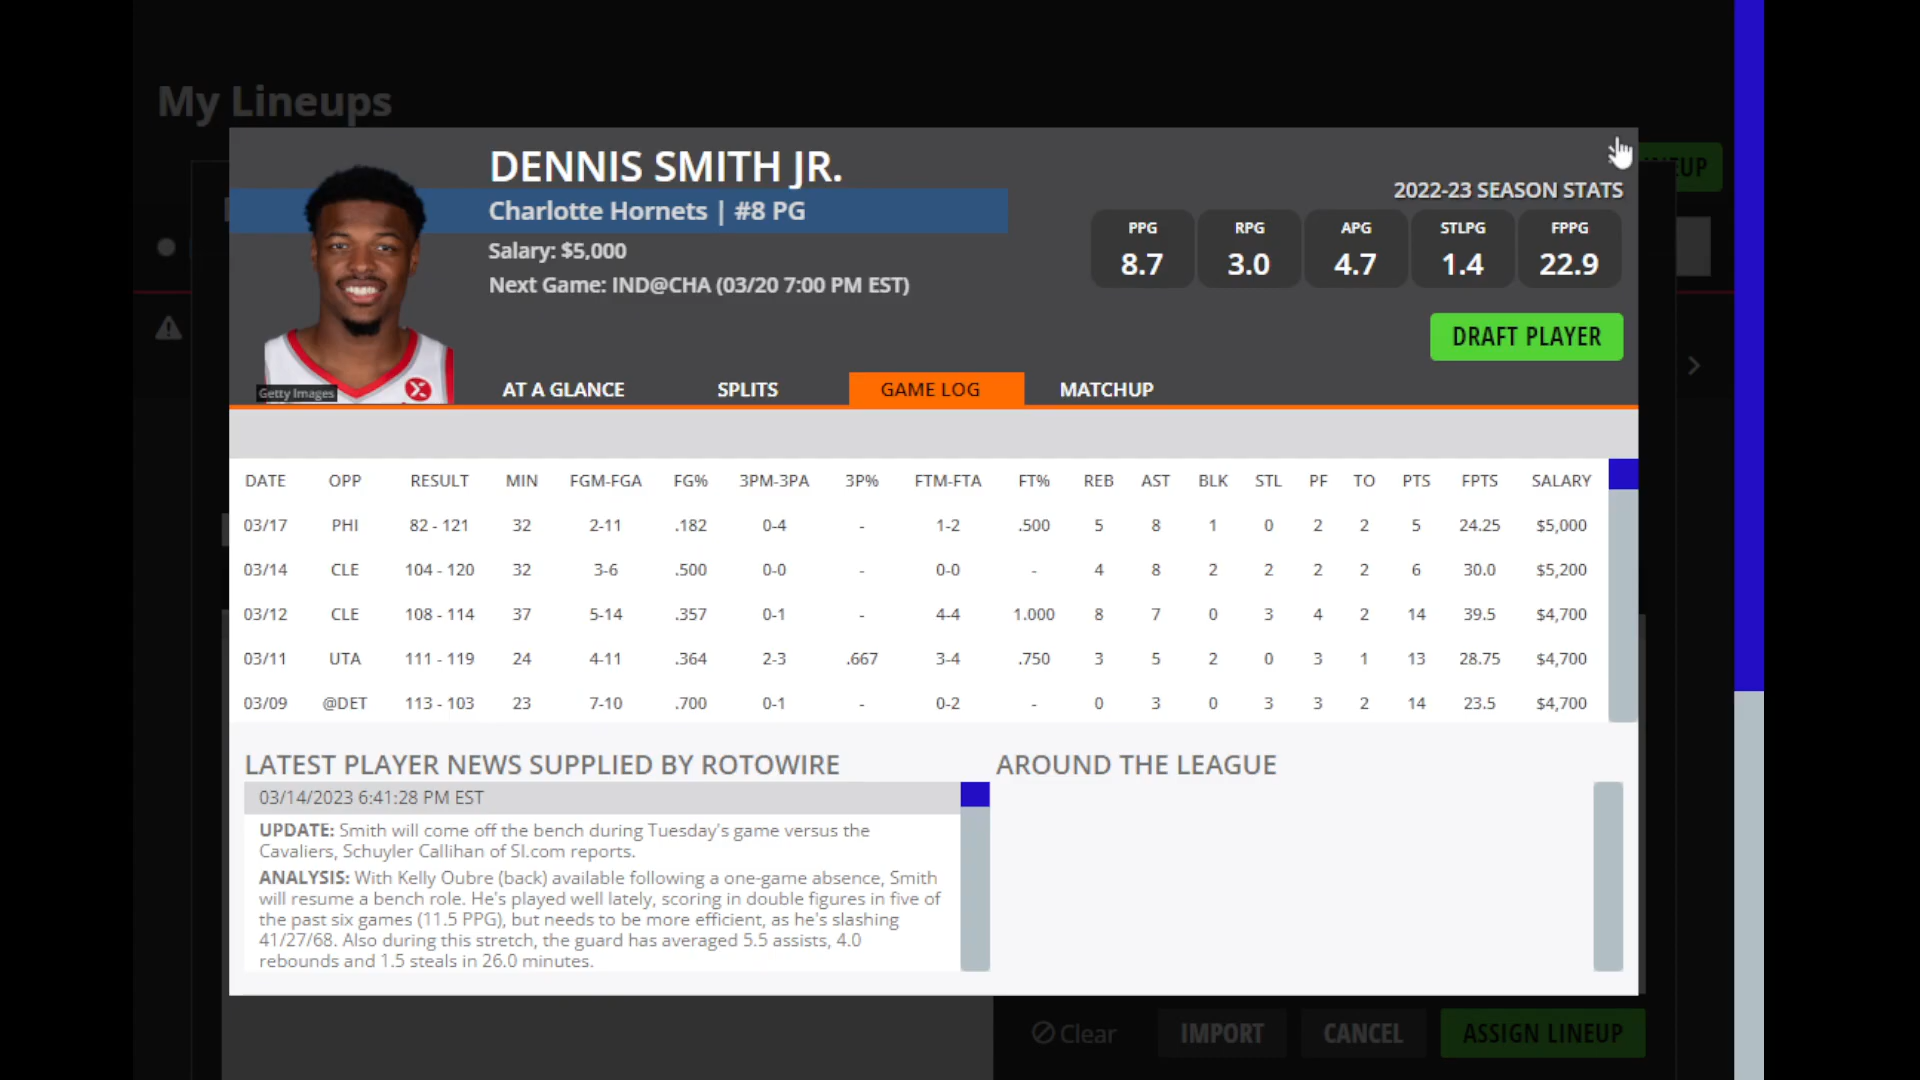 My Lineups
DENNIS SMITH JR.
Charlotte Hornets | #8 PG
Salary: $5,000
Next Game: IND@CHA (03/20 7:00 PM EST)
2022-23 SEASON STATS
PPG RPG APG STLPG FPPG
8.7 3.0 4.7 1.4 22.9
DRAFT PLAYER
Getty Images
AT A GLANCE SPLITS GAME LOG MATCHUP
DATE OPP RESULT MIN FGM-FGA FG% 3PM-3PA 3P% FTM-FTA FT% REB AST BLK STL PF TO PTS FPTS SALARY
03/17 PHI 82 - 121 32 2-11 .182 0-4 - 1-2 .500 5 8 1 0 2 2 5 24.25 $5,000
03/14 CLE 104 - 120 32 3-6 .500 0-0 - 0-0 - 4 8 2 2 2 2 6 30.0 $5,200
03/12 CLE 108 - 114 37 5-14 .357 0-1 - 4-4 1.000 8 7 0 3 4 2 14 39.5 $4,700
03/11 UTA 111 - 119 24 4-11 .364 2-3 .667 3-4 .750 3 5 2 0 3 1 13 28.75 $4,700
03/09 @DET 113 - 103 23 7-10 .700 0-1 - 0-2 - 0 3 0 3 3 2 14 23.5 $4,700
LATEST PLAYER NEWS SUPPLIED BY ROTOWIRE
03/14/2023 6:41:28 PM EST
UPDATE: Smith will come off the bench during Tuesday's game versus the
Cavaliers, Schuyler Callihan of SI.com reports.
ANALYSIS: With Kelly Oubre (back) available following a one-game absence, Smith
will resume a bench role. He's played well lately, scoring in double figures in five of
the past six games (11.5 PPG), but needs to be more efficient, as he's slashing
41/27/68. Also during this stretch, the guard has averaged 5.5 assists, 4.0
rebounds and 1.5 steals in 26.0 minutes.
AROUND THE LEAGUE
Clear IMPORT CANCEL ASSIGN LINEUP